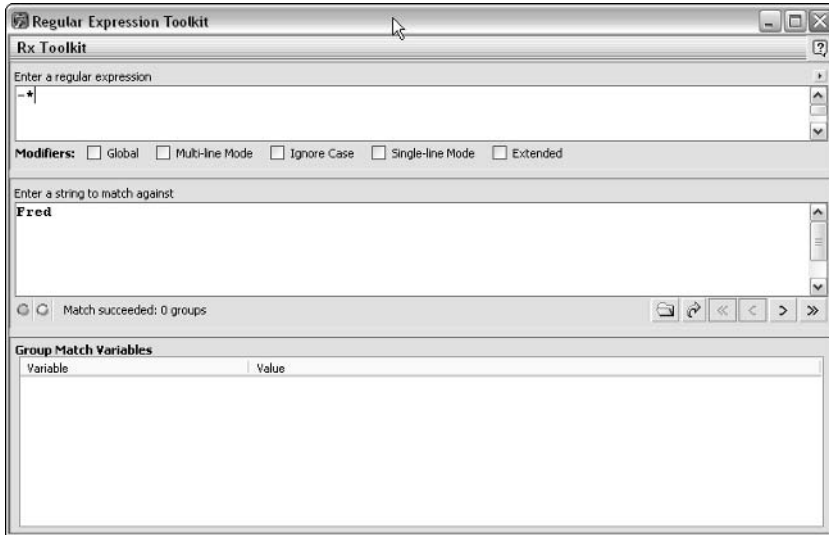 Regular Expression Toolkit
Rx Toolkit
Enter a regular expression
-*
Modifiers: Global Multi-line Mode Ignore Case Single-line Mode Extended
Enter a string to match against
Fred
Match succeeded: 0 groups
Group Match Variables
Variable Value